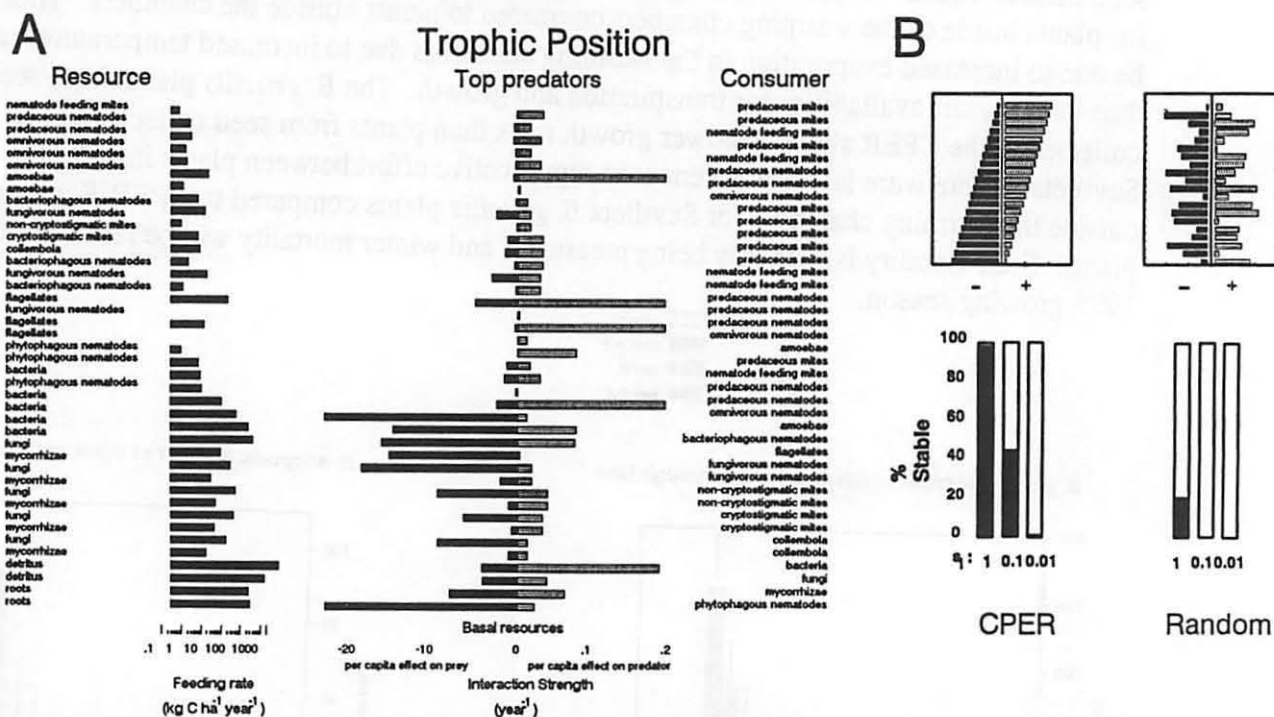 A
Trophic Position
B
Resource
Top predators
Consumer
nematode feeding mites
predaceous nematodes
predaceous nematodes
omnivorous nematodes
omnivorous nematodes
amoebae
amoebae
bacteriophagous nematodes
fungivorous nematodes
non-cryptostigmatic mites
cryptostigmatic mites
collembola
bacteriophagous nematodes
fungivorous nematodes
bacteriophagous nematodes
flagellates
fungivorous nematodes
flagellates
flagellates
phytophagous nematodes
phytophagous nematodes
bacteria
phytophagous nematodes
bacteria
bacteria
bacteria
bacteria
fungi
mycorrhizae
fungi
mycorrhizae
fungi
mycorrhizae
fungi
mycorrhizae
fungi
mycorrhizae
detritus
detritus
roots
roots
.1 1 10 100 1000
Feeding rate
(kg C ha-1 year-1)
Basal resources
-20 -10 0 .1 .2
per capita effect on prey per capita effect on predator
Interaction Strength
(year-1)
predaceous mites
predaceous mites
nematode feeding mites
predaceous mites
nematode feeding mites
predaceous mites
predaceous nematodes
omnivorous nematodes
predaceous mites
predaceous mites
predaceous mites
predaceous mites
nematode feeding mites
nematode feeding mites
predaceous nematodes
predaceous nematodes
predaceous nematodes
omnivorous nematodes
amoebae
predaceous mites
nematode feeding mites
predaceous nematodes
predaceous nematodes
omnivorous nematodes
amoebae
bacteriophagous nematodes
flagellates
fungivorous nematodes
fungivorous nematodes
non-cryptostigmatic mites
non-cryptostigmatic mites
cryptostigmatic mites
cryptostigmatic mites
collembola
collembola
bacteria
fungi
mycorrhizae
phytophagous nematodes
- +
- +
100
80
60
40
20
0
% Stable
si: 1 0.1 0.01
1 0.1 0.01
CPER
Random